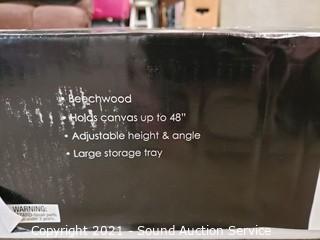 • Beechwood
• Holds canvas up to 48"
• Adjustable height & angle
• Large storage tray
WARNING:
Copyright 2021 - Sound Auction Service